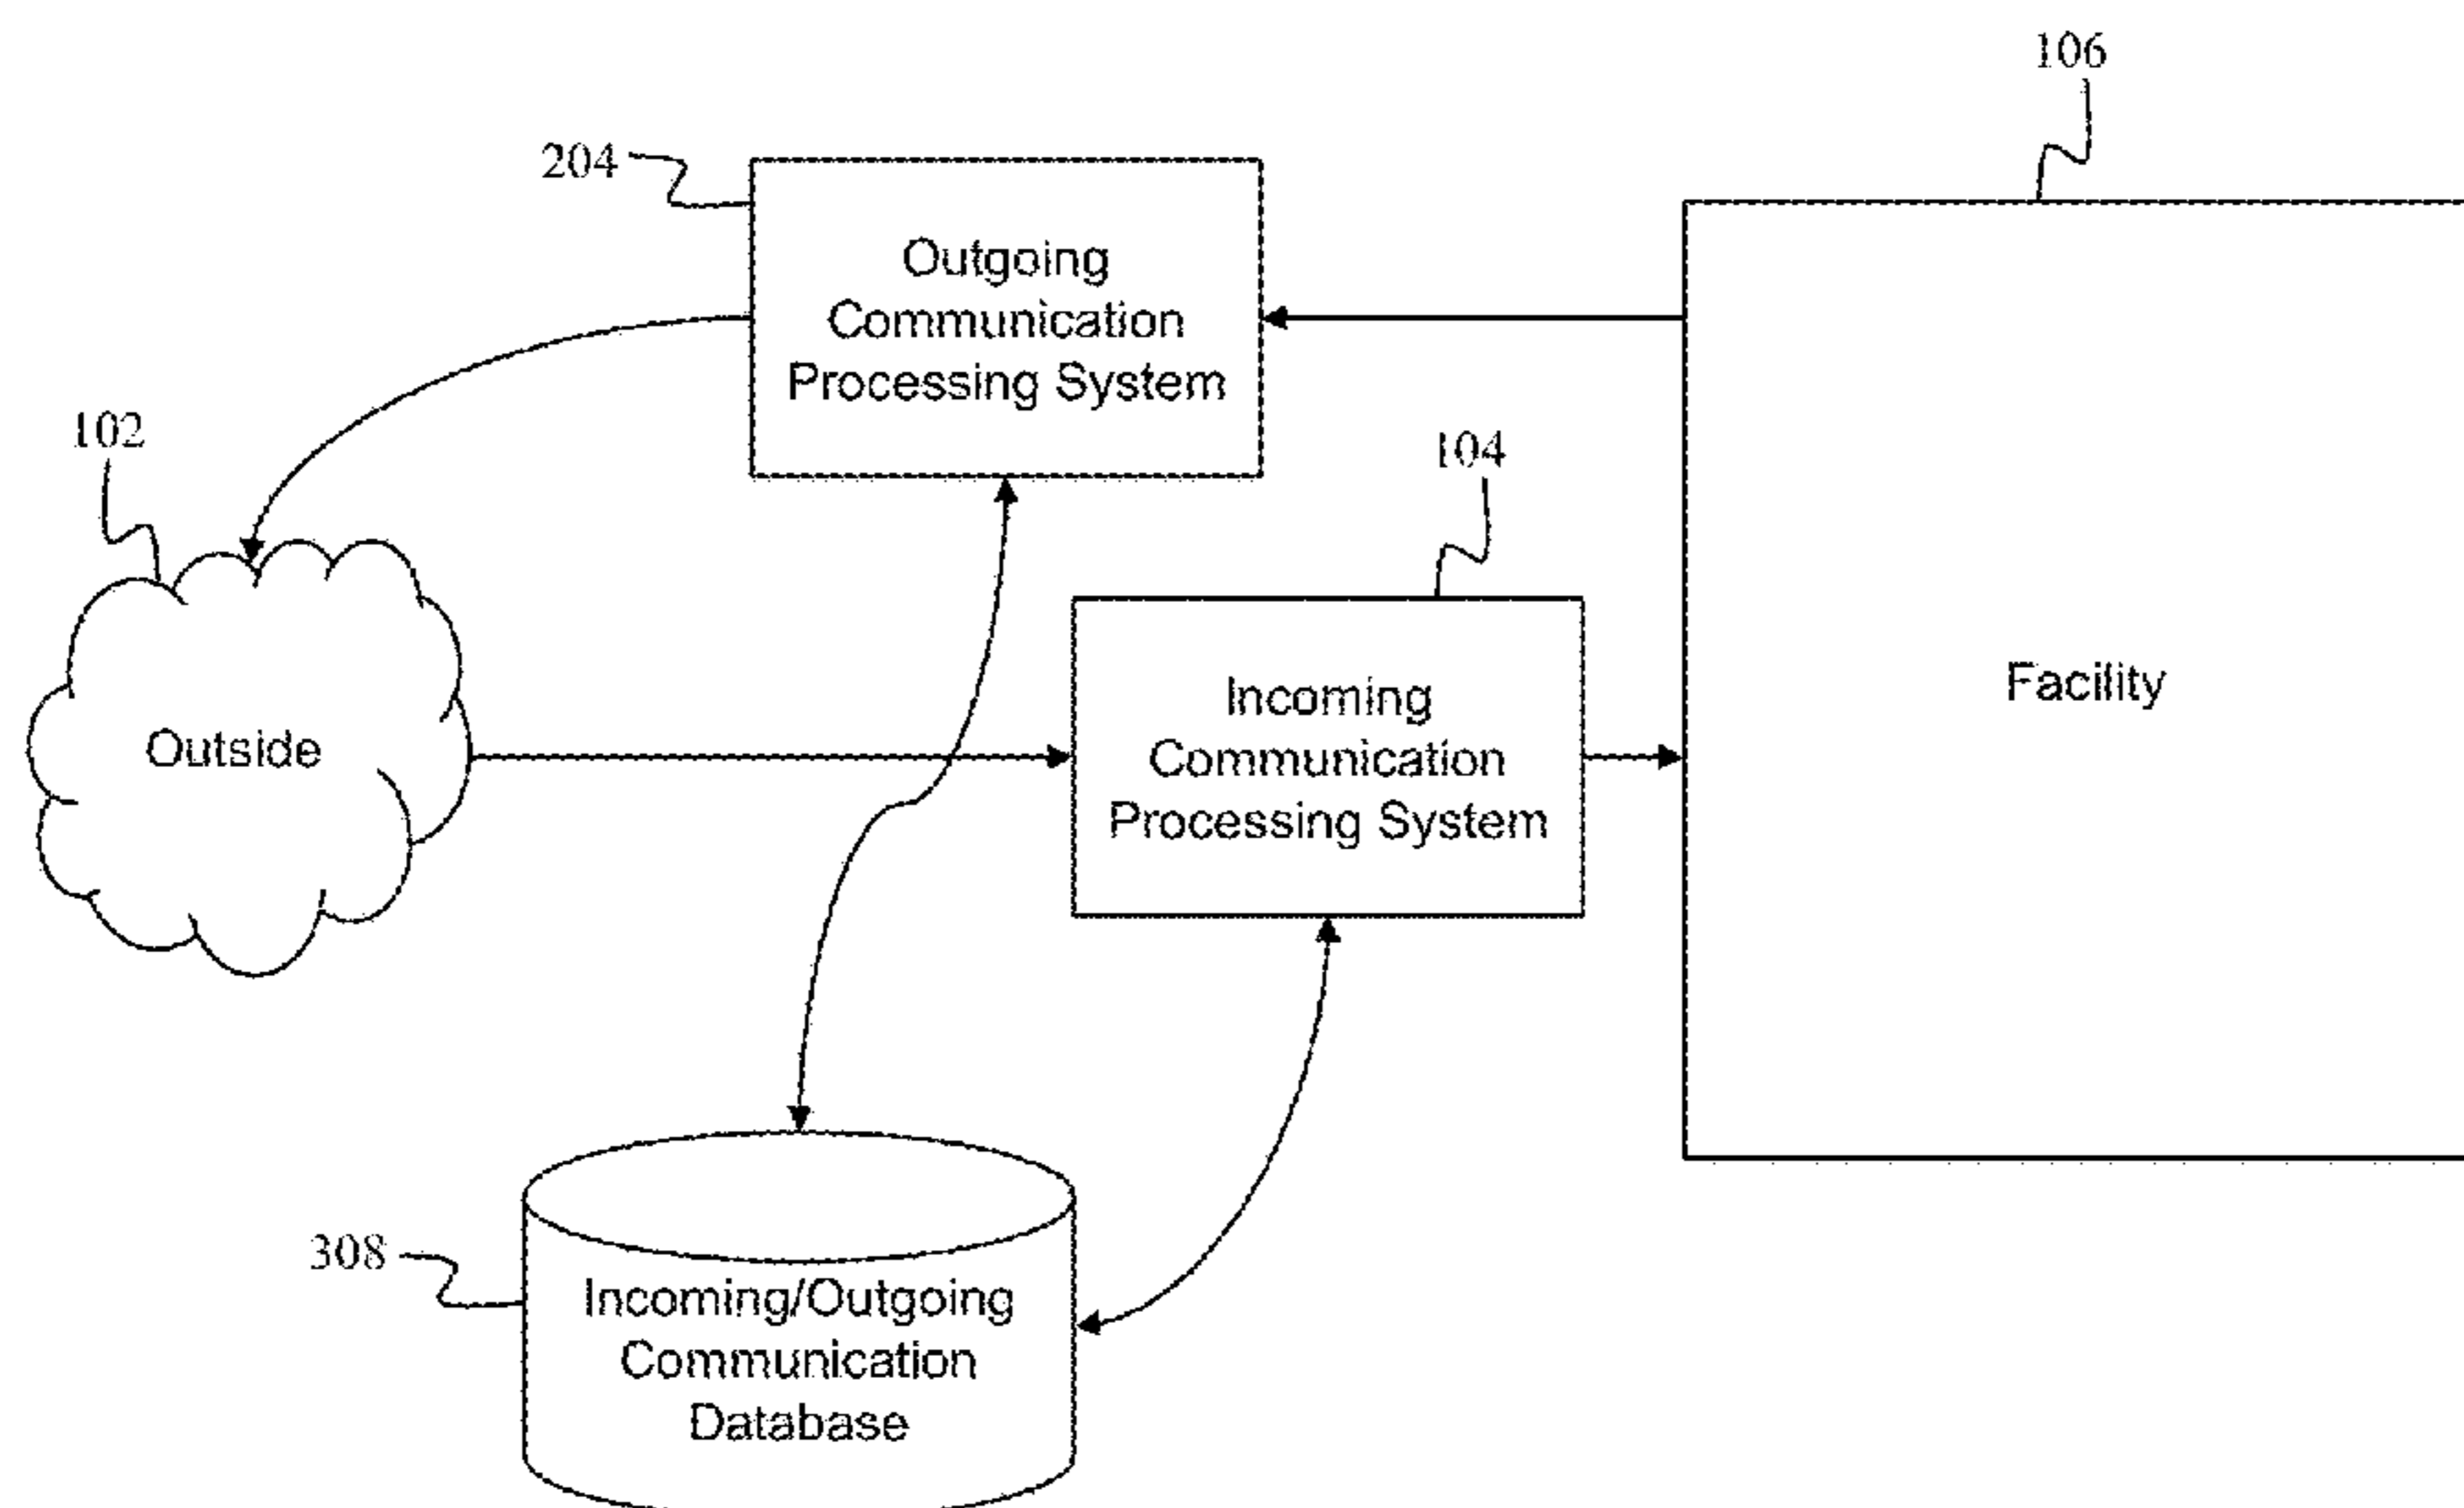 106
204
Outgoing
Communication
Processing System
102
104
Outside
Incoming
Communication
Processing System
Facility
308
Incoming/Outgoing
Communication
Database